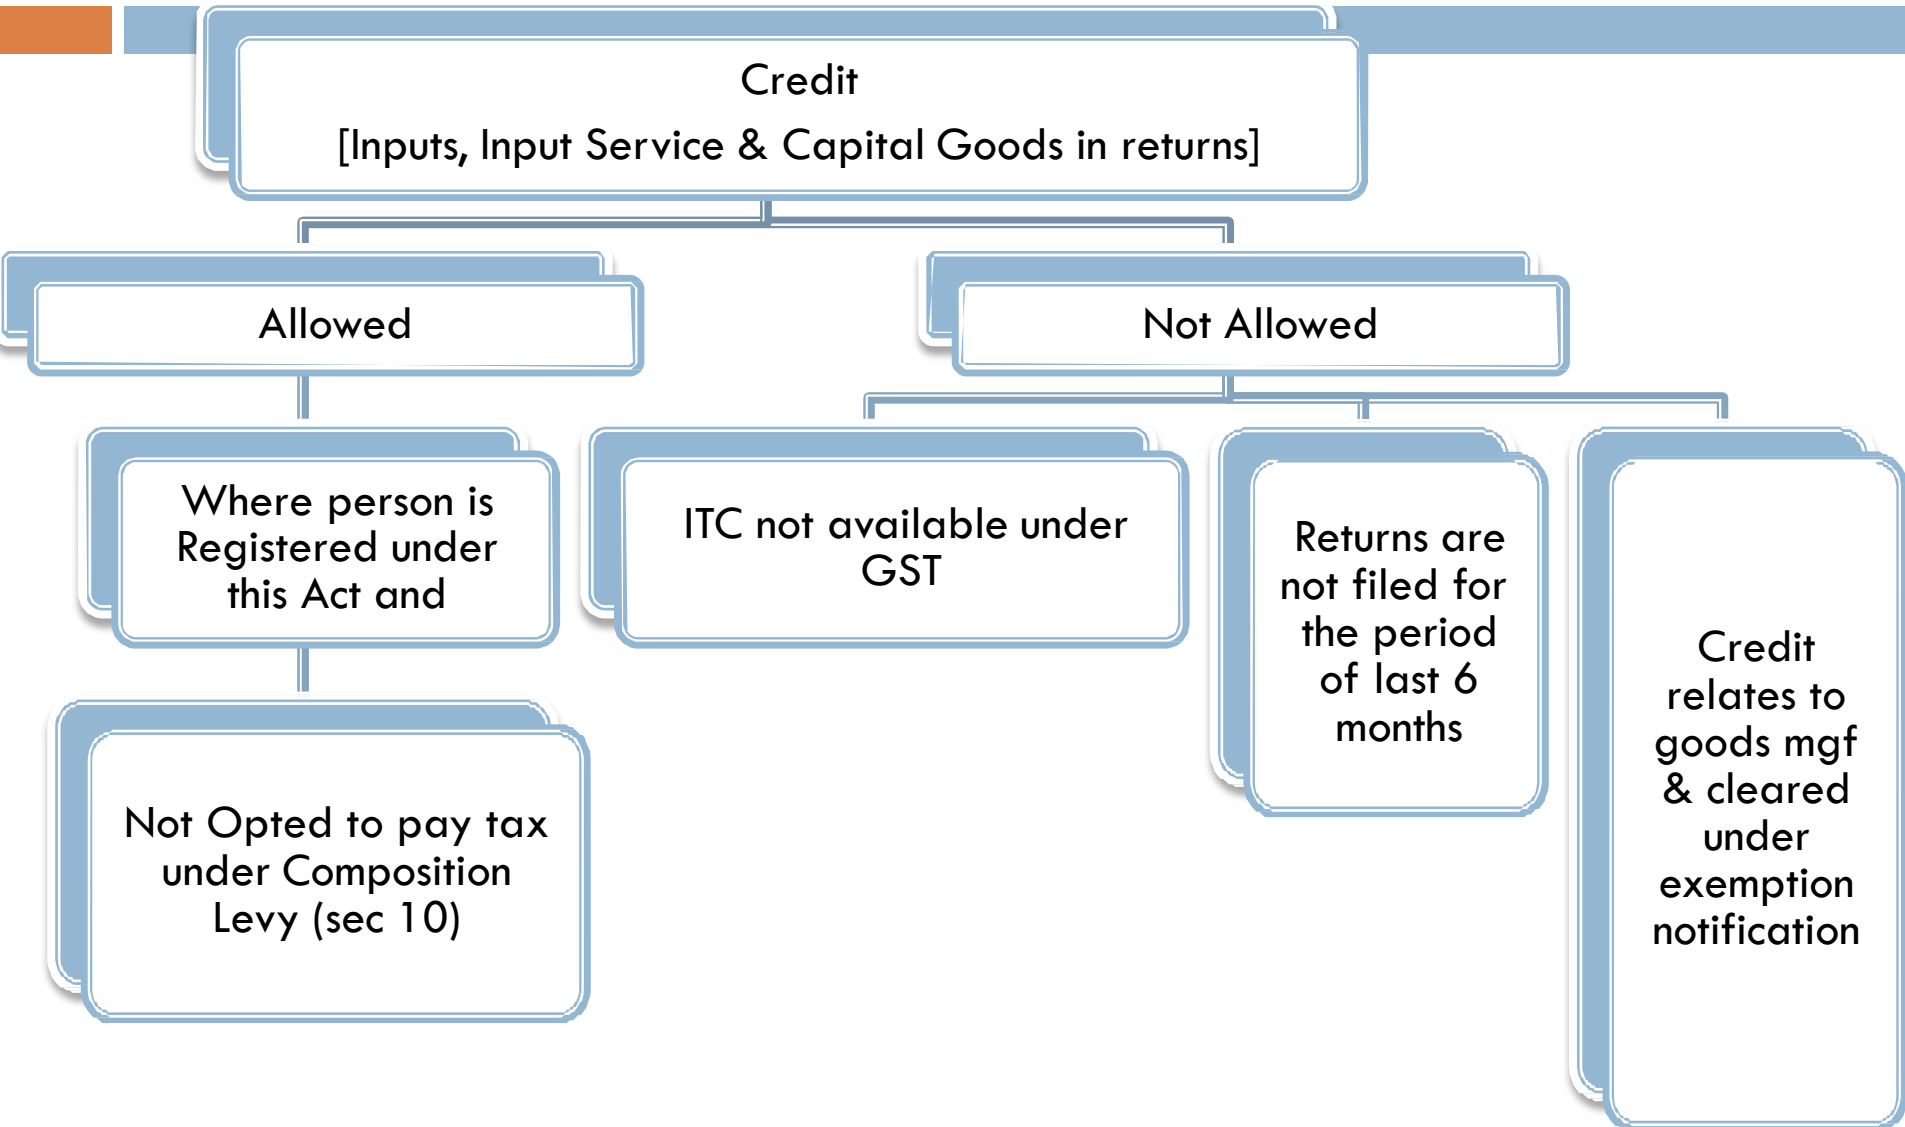 Credit
[Inputs, Input Service & Capital Goods in returns]
Allowed
Not Allowed
Where person is
Registered under
this Act and
Not Opted to pay tax
under Composition
Levy (sec 10)
ITC not available under
GST
Returns are
not filed for
the period
of last 6
months
Credit
relates to
goods mgf
& cleared
under
exemption
notification